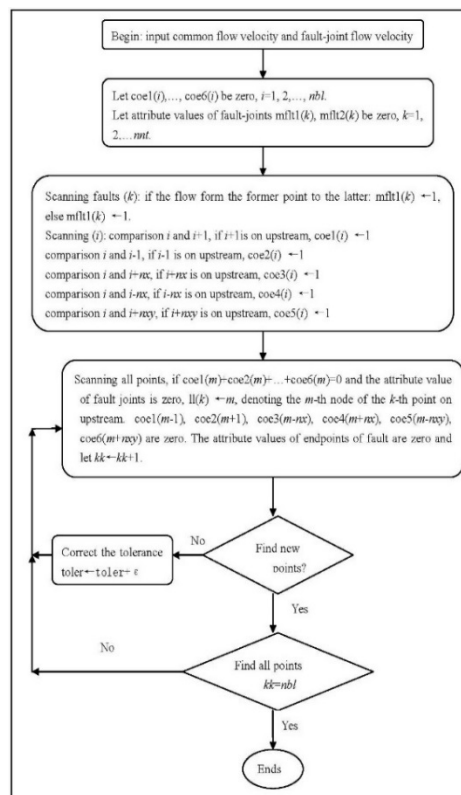 Begin: input common flow velocity and fault-joint flow velocity
Let coe1(i),…, coe6(i) be zero, i=1, 2,…, nbl.
Let attribute values of fault-joints mflt1(k), mflt2(k) be zero, k=1,
2,…nnt.
Scanning faults (k): if the flow form the former point to the latter: mflt1(k) ←1,
else mflt1(k) ←1.
Scanning (i): comparison i and i+1, if i+1 is on upstream, coe1(i) ←1
comparison i and i-1, if i-1 is on upstream, coe2(i) ←1
comparison i and i+nx, if i+nx is on upstream, coe3(i) ←1
comparison i and i-nx, if i-nx is on upstream, coe4(i) ←1
comparison i and i+nxy, if i+nxy is on upstream, coe5(i) ←1
Scanning all points, if coe1(m)+coe2(m)+…+coe6(m)=0 and the attribute value
of fault joints is zero, ll(k) ←m, denoting the m-th node of the k-th point on
upstream. coe1(m-1), coe2(m+1), coe3(m-nx), coe4(m+nx), coe5(m-nxy),
coe6(m+nxy) are zero. The attribute values of endpoints of fault are zero and
let kk←kk+1.
No
Find new
points?
Correct the tolerance
toler←toler+ ε
Yes
No
Find all points
kk=nbl
Yes
Ends